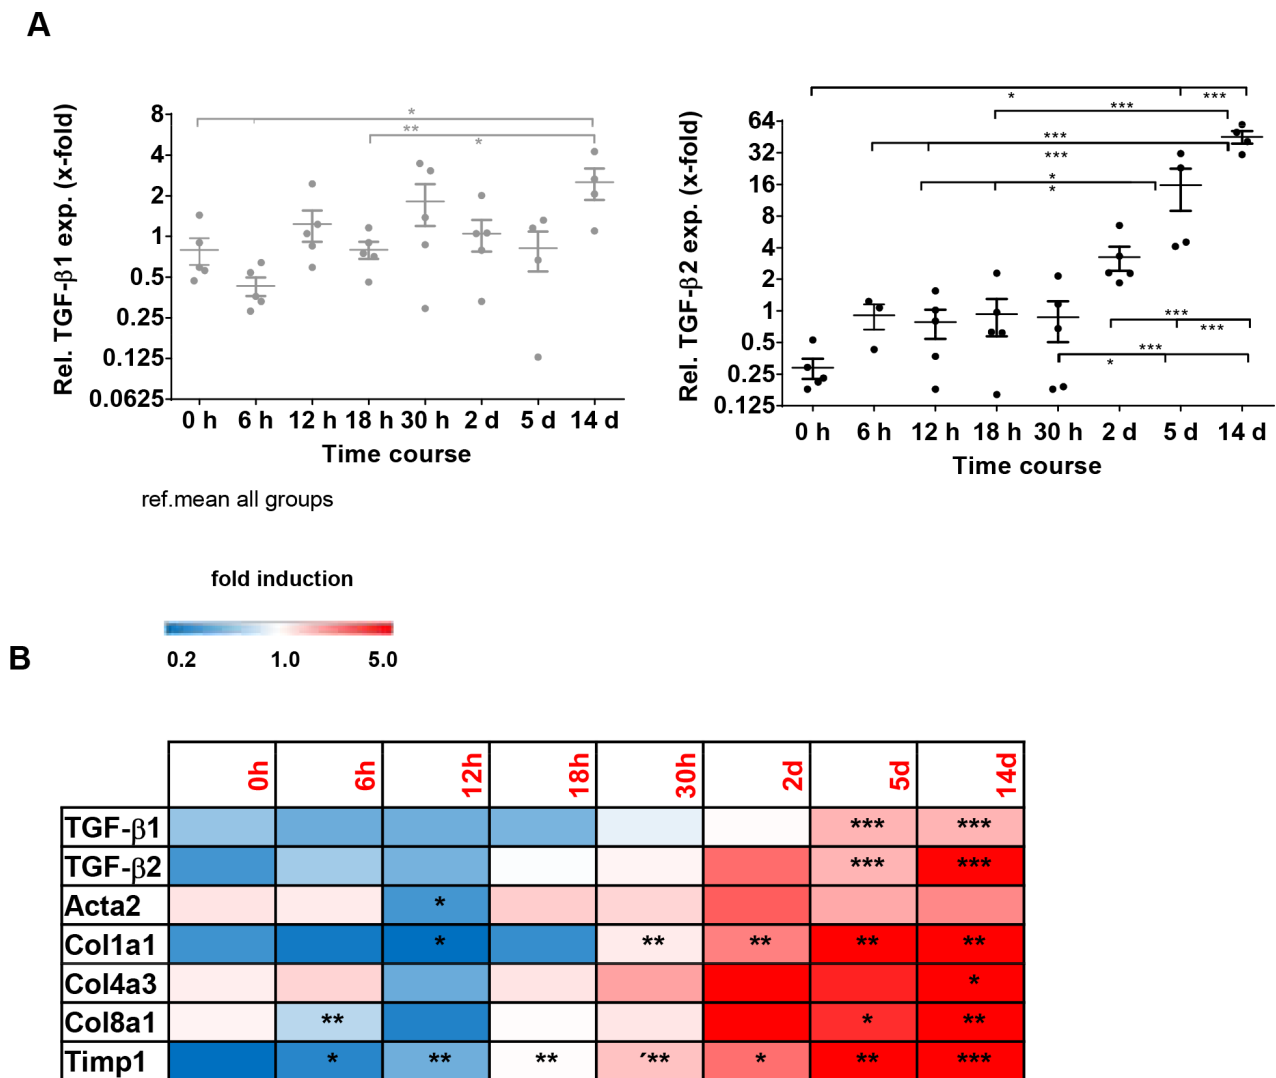 A
Rel. TGF-β1 exp. (x-fold)
8
4
2
1
0.5
0.25
0.125
0.0625
*
**
*
0 h 6 h 12 h 18 h 30 h 2 d 5 d 14 d
Time course
ref.mean all groups
Rel. TGF-β2 exp. (x-fold)
64
32
16
8
4
2
1
0.5
0.25
0.125
* ***
***
***
***
*
*
***
***
***
*
0 h 6 h 12 h 18 h 30 h 2 d 5 d 14 d
Time course
fold induction
0.2 1.0 5.0
B
0h 6h 12h 18h 30h 2d 5d 14d
TGF-β1 *** ***
TGF-β2 *** ***
Acta2 *
Col1a1 * ** ** ** **
Col4a3 *
Col8a1 ** * **
Timp1 * ** ** ´** * ** ***